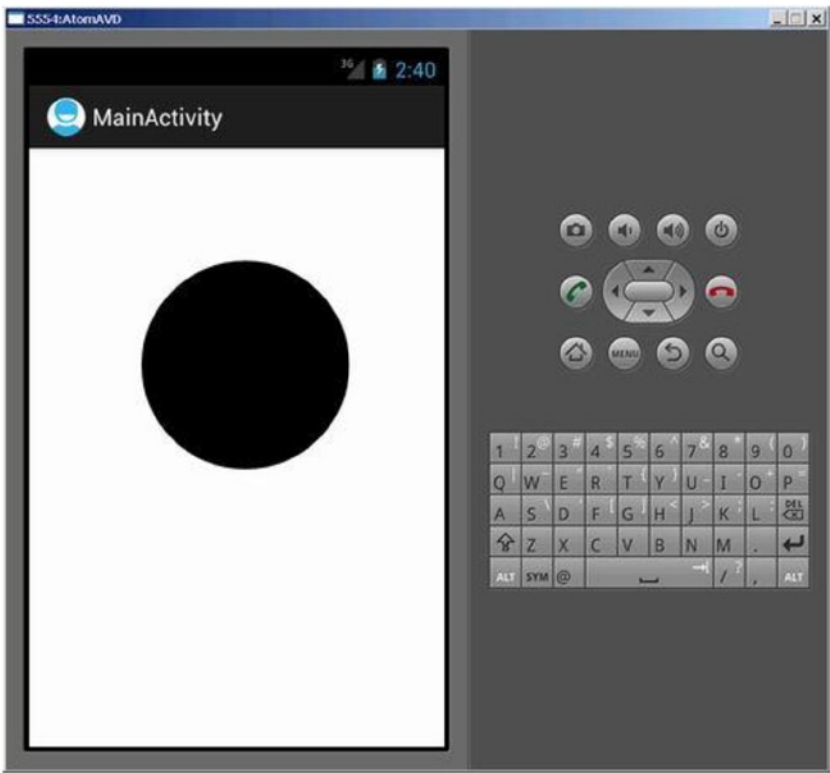 5554:AtomAVD
3G 2:40
MainActivity
MENU
1 ! 2 @ 3 # 4 $ 5 % 6 ^ 7 & 8 * 9 ( 0 )
Q | W ~ E " R ` T { Y } U _ I - O + P =
A S \ D ' F [ G ] H < J > K ; L : DEL
Z X C V B N M .
ALT SYM @ / ? , ALT